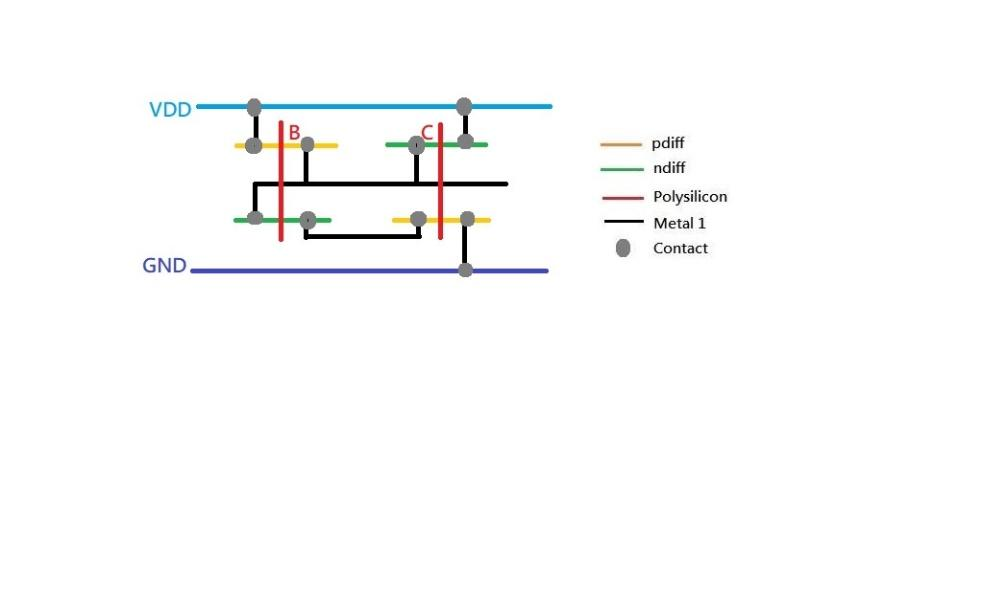 VDD
B
C
GND
pdiff
ndiff
Polysilicon
Metal 1
Contact